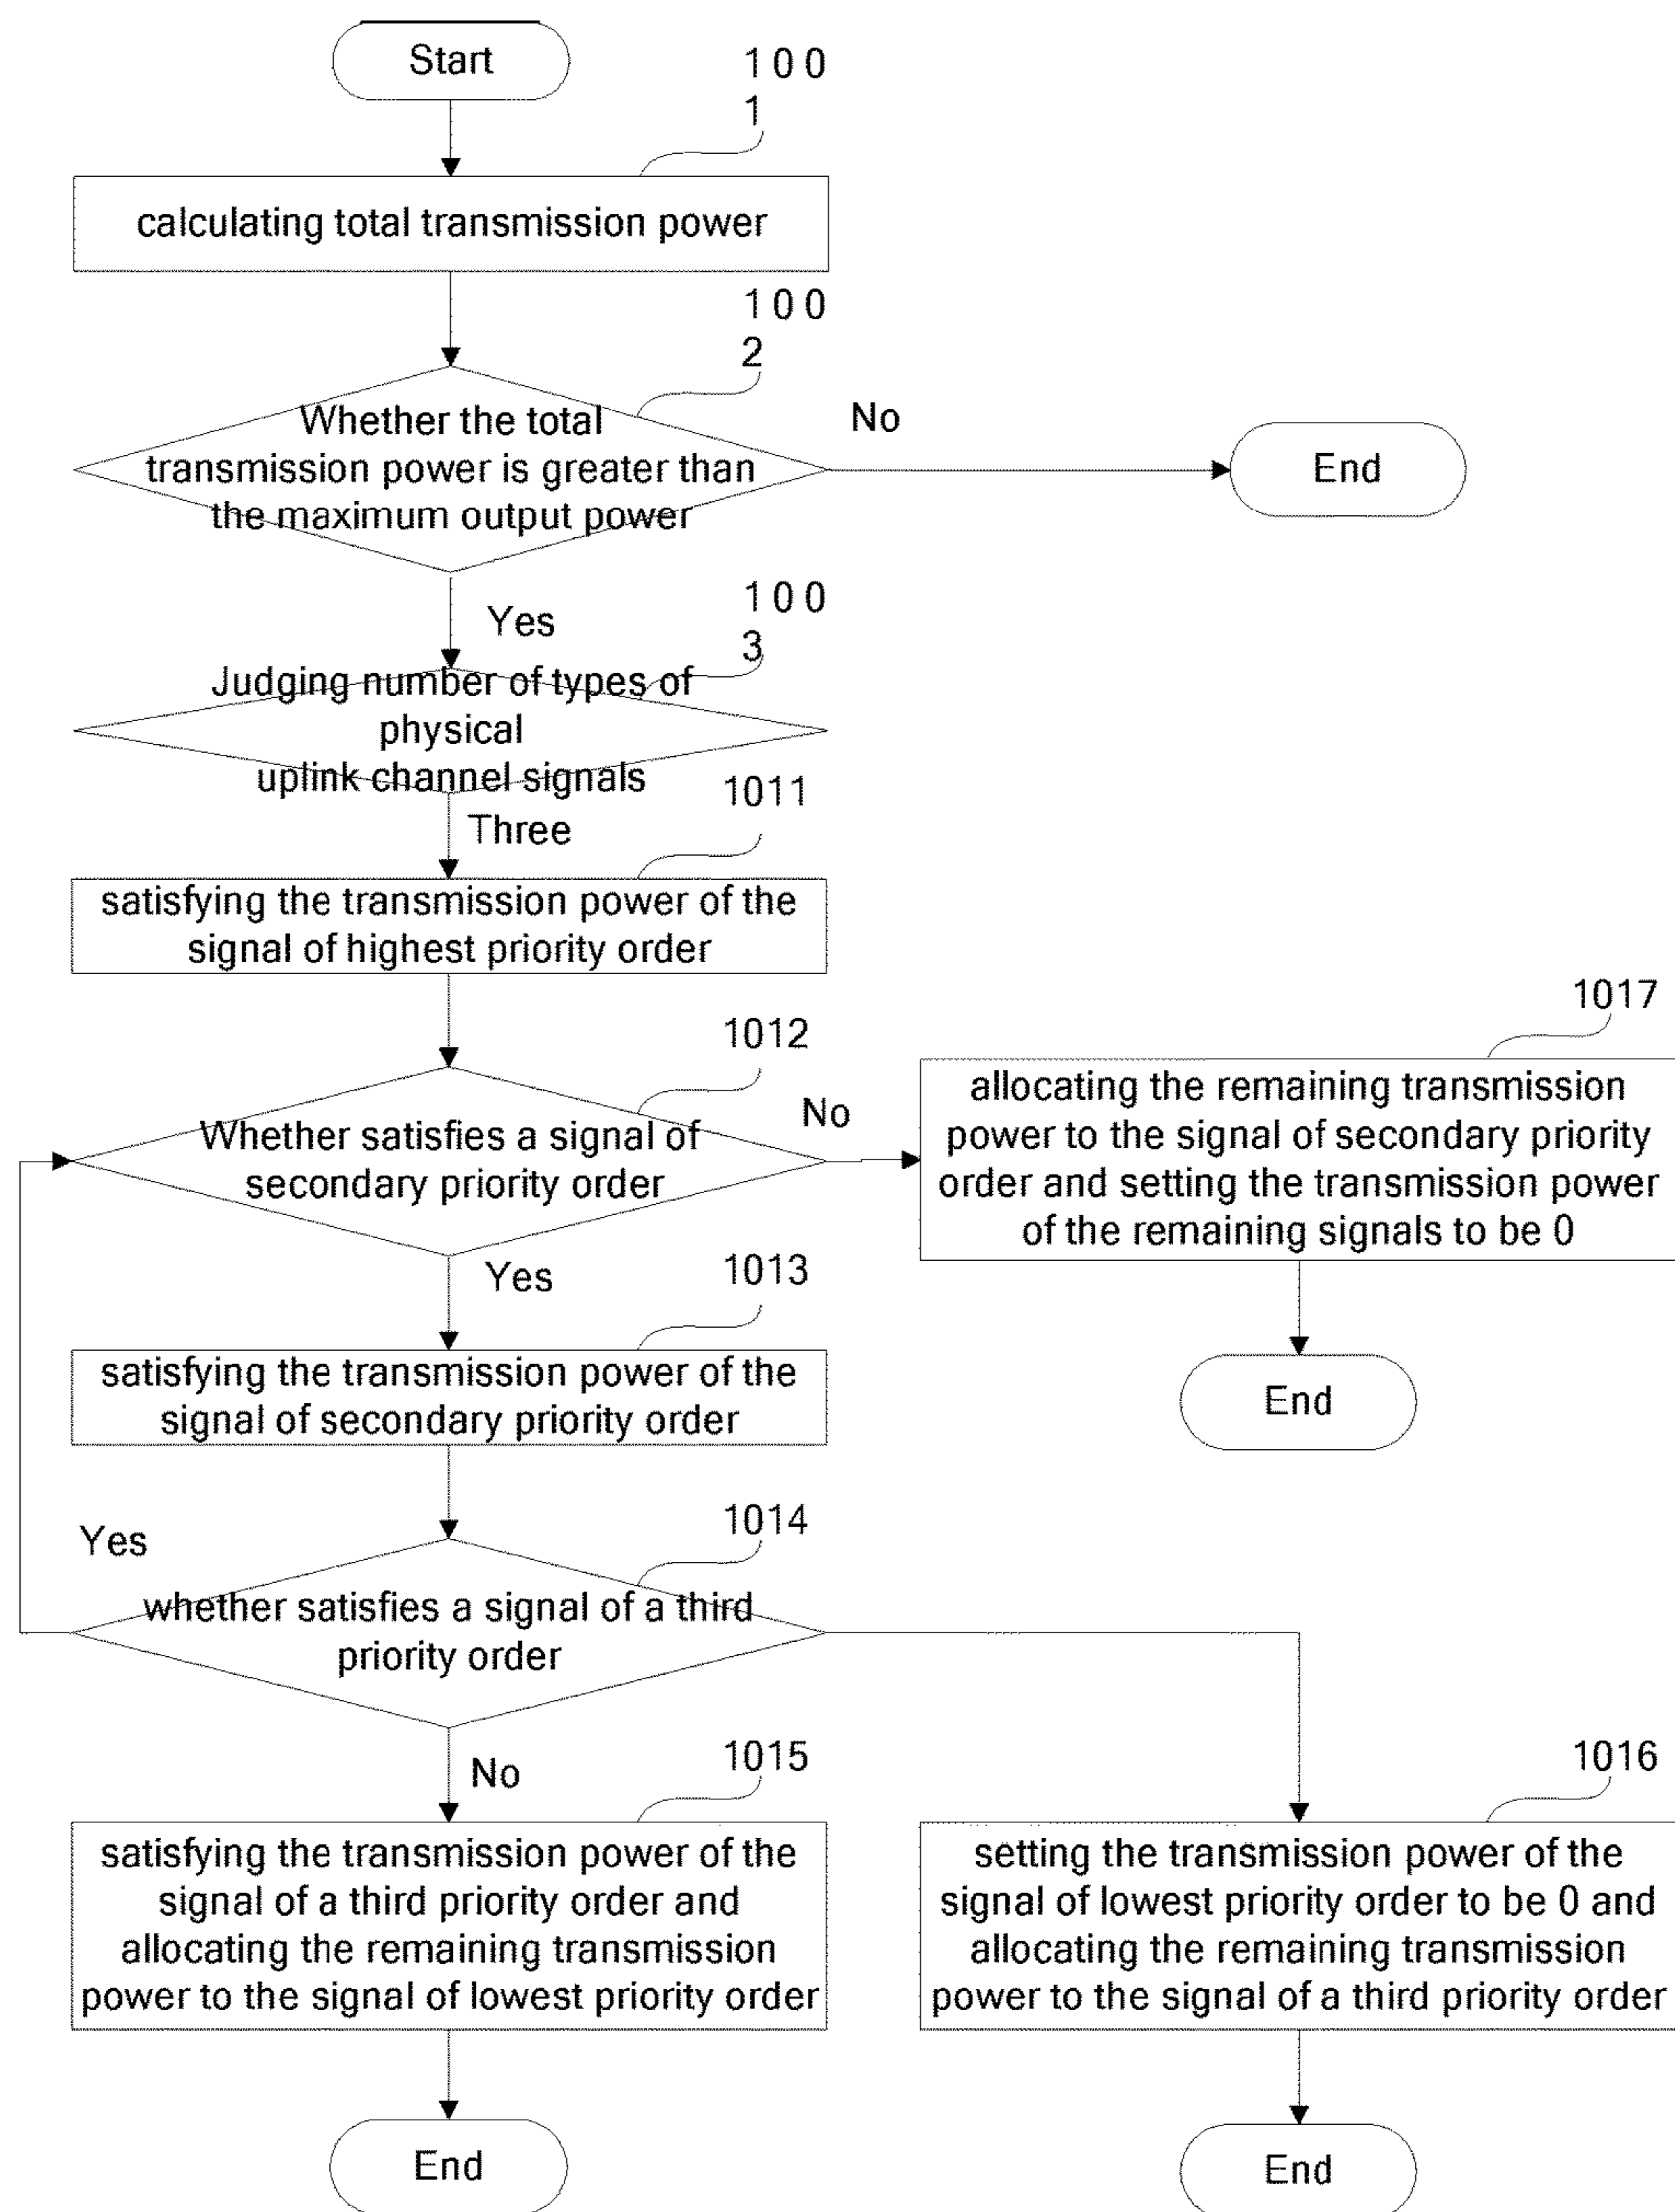 Start
1 0 0
1
calculating total transmission power
1 0 0
2
Whether the total
transmission power is greater than
the maximum output power
No
End
Yes
1 0 0
3
Judging number of types of
physical
uplink channel signals
Three
1011
satisfying the transmission power of the
signal of highest priority order
1012
Whether satisfies a signal of
secondary priority order
No
1017
allocating the remaining transmission
power to the signal of secondary priority
order and setting the transmission power
of the remaining signals to be 0
End
Yes
1013
satisfying the transmission power of the
signal of secondary priority order
1014
Yes
whether satisfies a signal of a third
priority order
No
1015
satisfying the transmission power of the
signal of a third priority order and
allocating the remaining transmission
power to the signal of lowest priority order
End
1016
setting the transmission power of the
signal of lowest priority order to be 0 and
allocating the remaining transmission
power to the signal of a third priority order
End